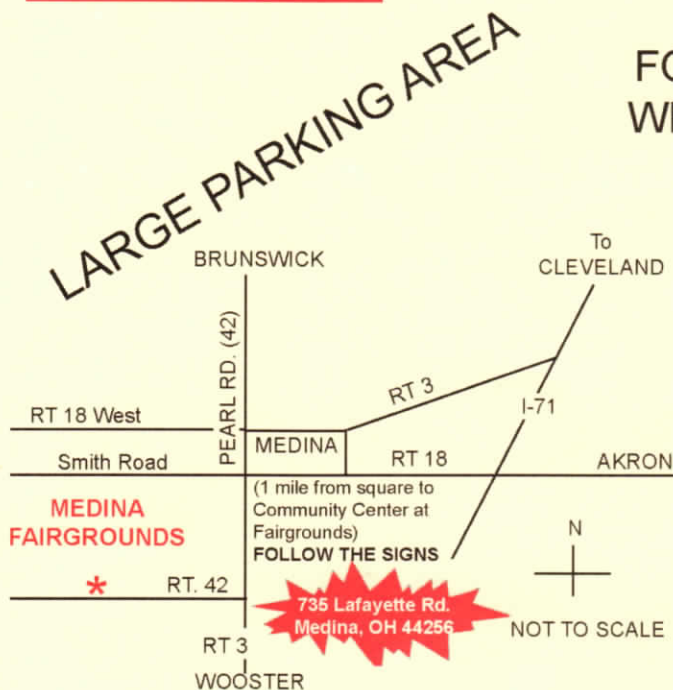 LARGE PARKING AREA
BRUNSWICK
To
CLEVELAND
PEARL RD. (42)
RT 3
I-71
RT 18 West
MEDINA
Smith Road
RT 18
AKRON
(1 mile from square to
Community Center at
Fairgrounds)
FOLLOW THE SIGNS
MEDINA
FAIRGROUNDS
*
RT. 42
N
735 Lafayette Rd.
Medina, OH 44256
NOT TO SCALE
RT 3
WOOSTER